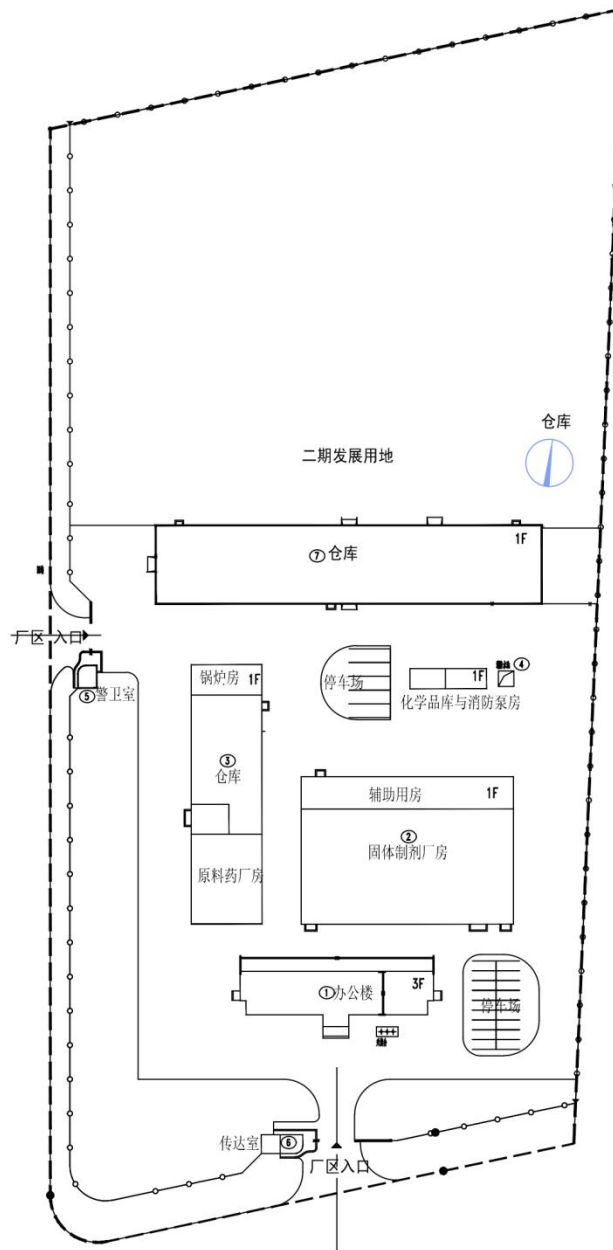 仓库
二期发展用地
1F
⑦仓库
厂区 入口
④
锅炉房 1F
停车场
1F
⑤警卫室
化学品库与消防泵房
③
仓库
辅助用房 1F
②
固体制剂厂房
原料药厂房
3F
①办公楼
停车场
传达室 ⑥
厂区入口